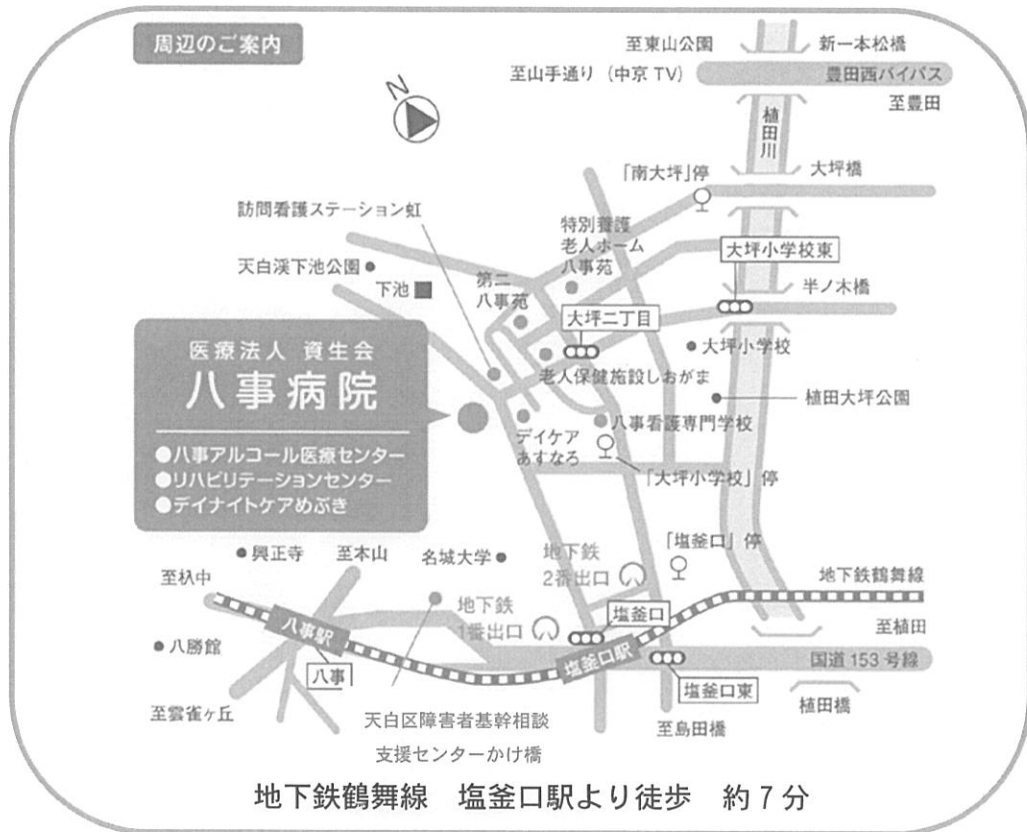 周辺のご案内
至東山公園
新一本松橋
至山手通り(中京 TV)
豊田西バイパス
至豊田
N
植田川
「南大坪」停
大坪橋
訪問看護ステーション虹
特別養護
老人ホーム
八事苑
大坪小学校東
天白渓下池公園
下池
第二
八事苑
半ノ木橋
大坪二丁目
医療法人 資生会
八事病院
●八事アルコール医療センター
●リハビリテーションセンター
●デイナイトケアめぶき
大坪小学校
老人保健施設しおがま
植田大坪公園
八事看護専門学校
デイケア
あすなろ
「大坪小学校」停
興正寺
至本山
名城大学
地下鉄
2番出口
「塩釜口」停
至杁中
地下鉄
1番出口
塩釜口
地下鉄鶴舞線
八事駅
至植田
八勝館
八事
塩釜口駅
国道 153 号線
塩釜口東
至雲雀ヶ丘
天白区障害者基幹相談
支援センターかけ橋
至島田橋
植田橋
地下鉄鶴舞線 塩釜口駅より徒歩 約 7 分